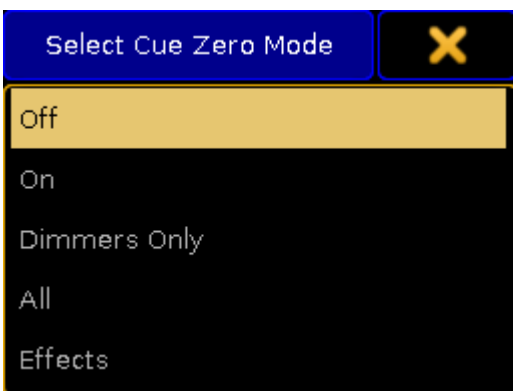 Select Cue Zero Mode
Off
On
Dimmers Only
All
Effects